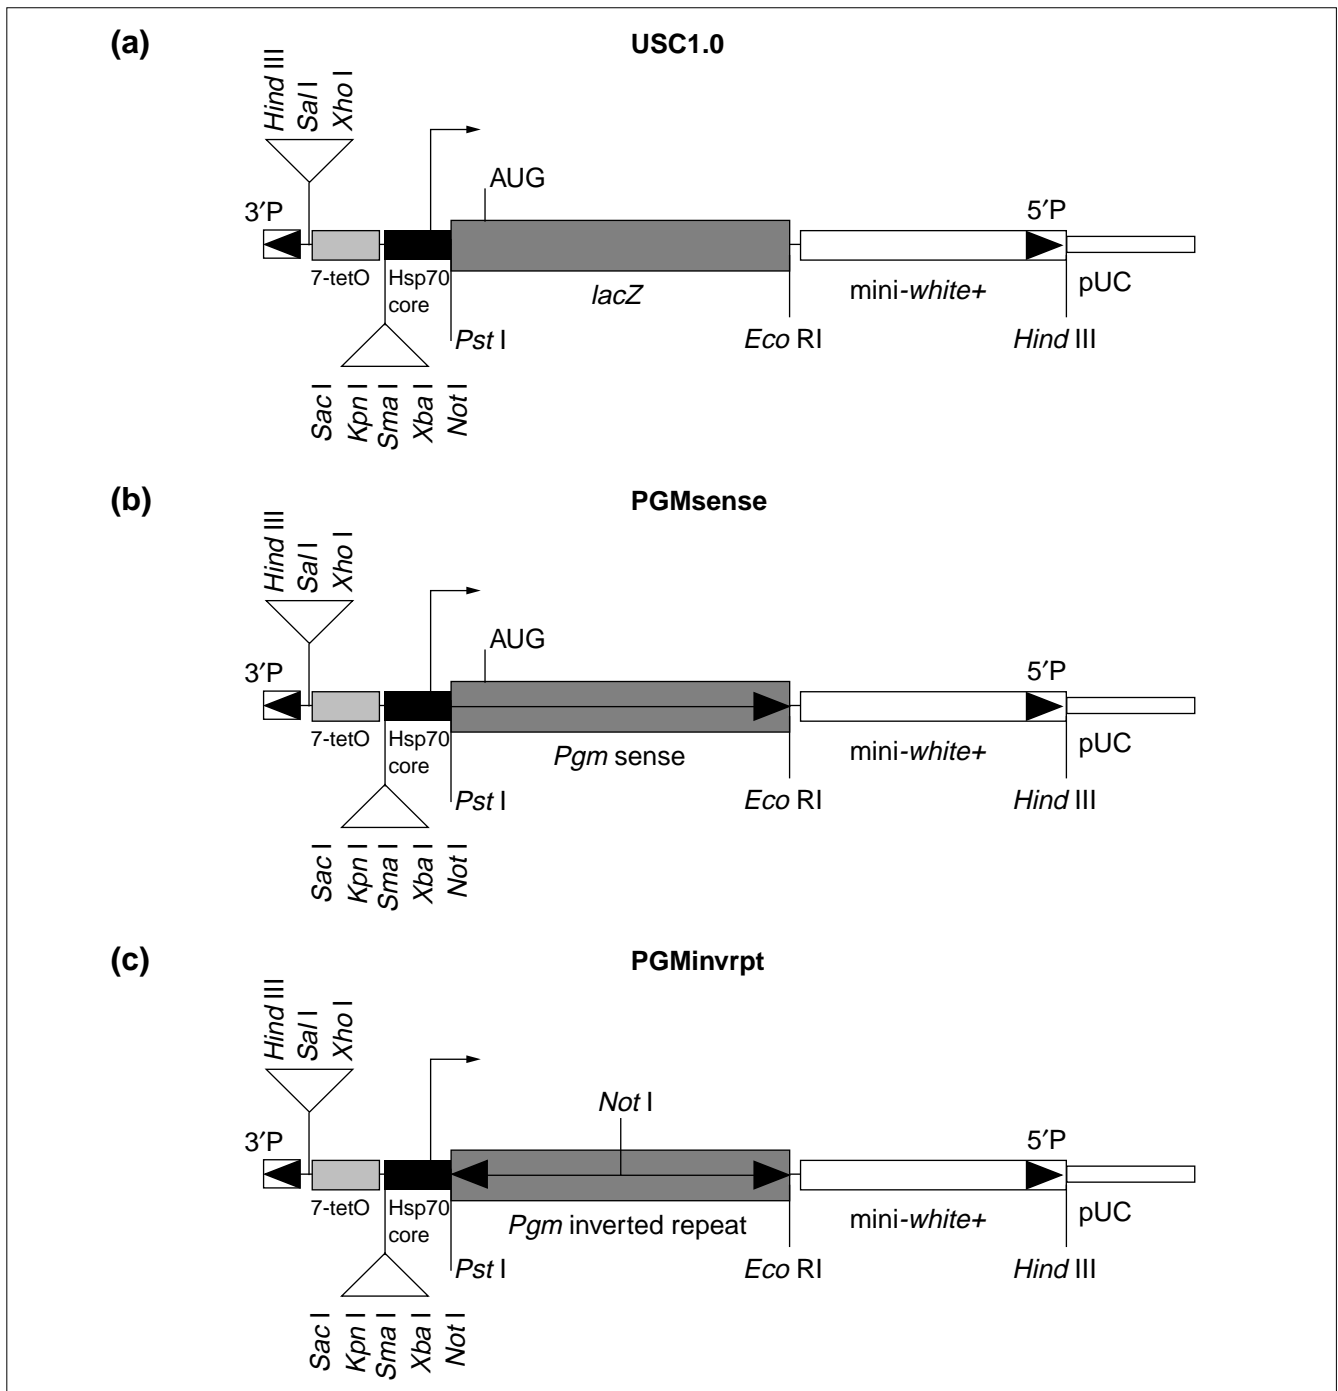 (a)
USC1.0
Hind III
Sal I
Xho I
AUG
3′P
5′P
7-tetO
Hsp70
core
lacZ
mini-white+
pUC
Pst I
Eco RI
Hind III
Sac I
Kpn I
Sma I
Xba I
Not I
(b)
PGMsense
Hind III
Sal I
Xho I
AUG
3′P
5′P
7-tetO
Hsp70
core
Pgm sense
mini-white+
pUC
Pst I
Eco RI
Hind III
Sac I
Kpn I
Sma I
Xba I
Not I
(c)
PGMinvrpt
Hind III
Sal I
Xho I
Not I
3′P
5′P
7-tetO
Hsp70
core
Pgm inverted repeat
mini-white+
pUC
Pst I
Eco RI
Hind III
Sac I
Kpn I
Sma I
Xba I
Not I